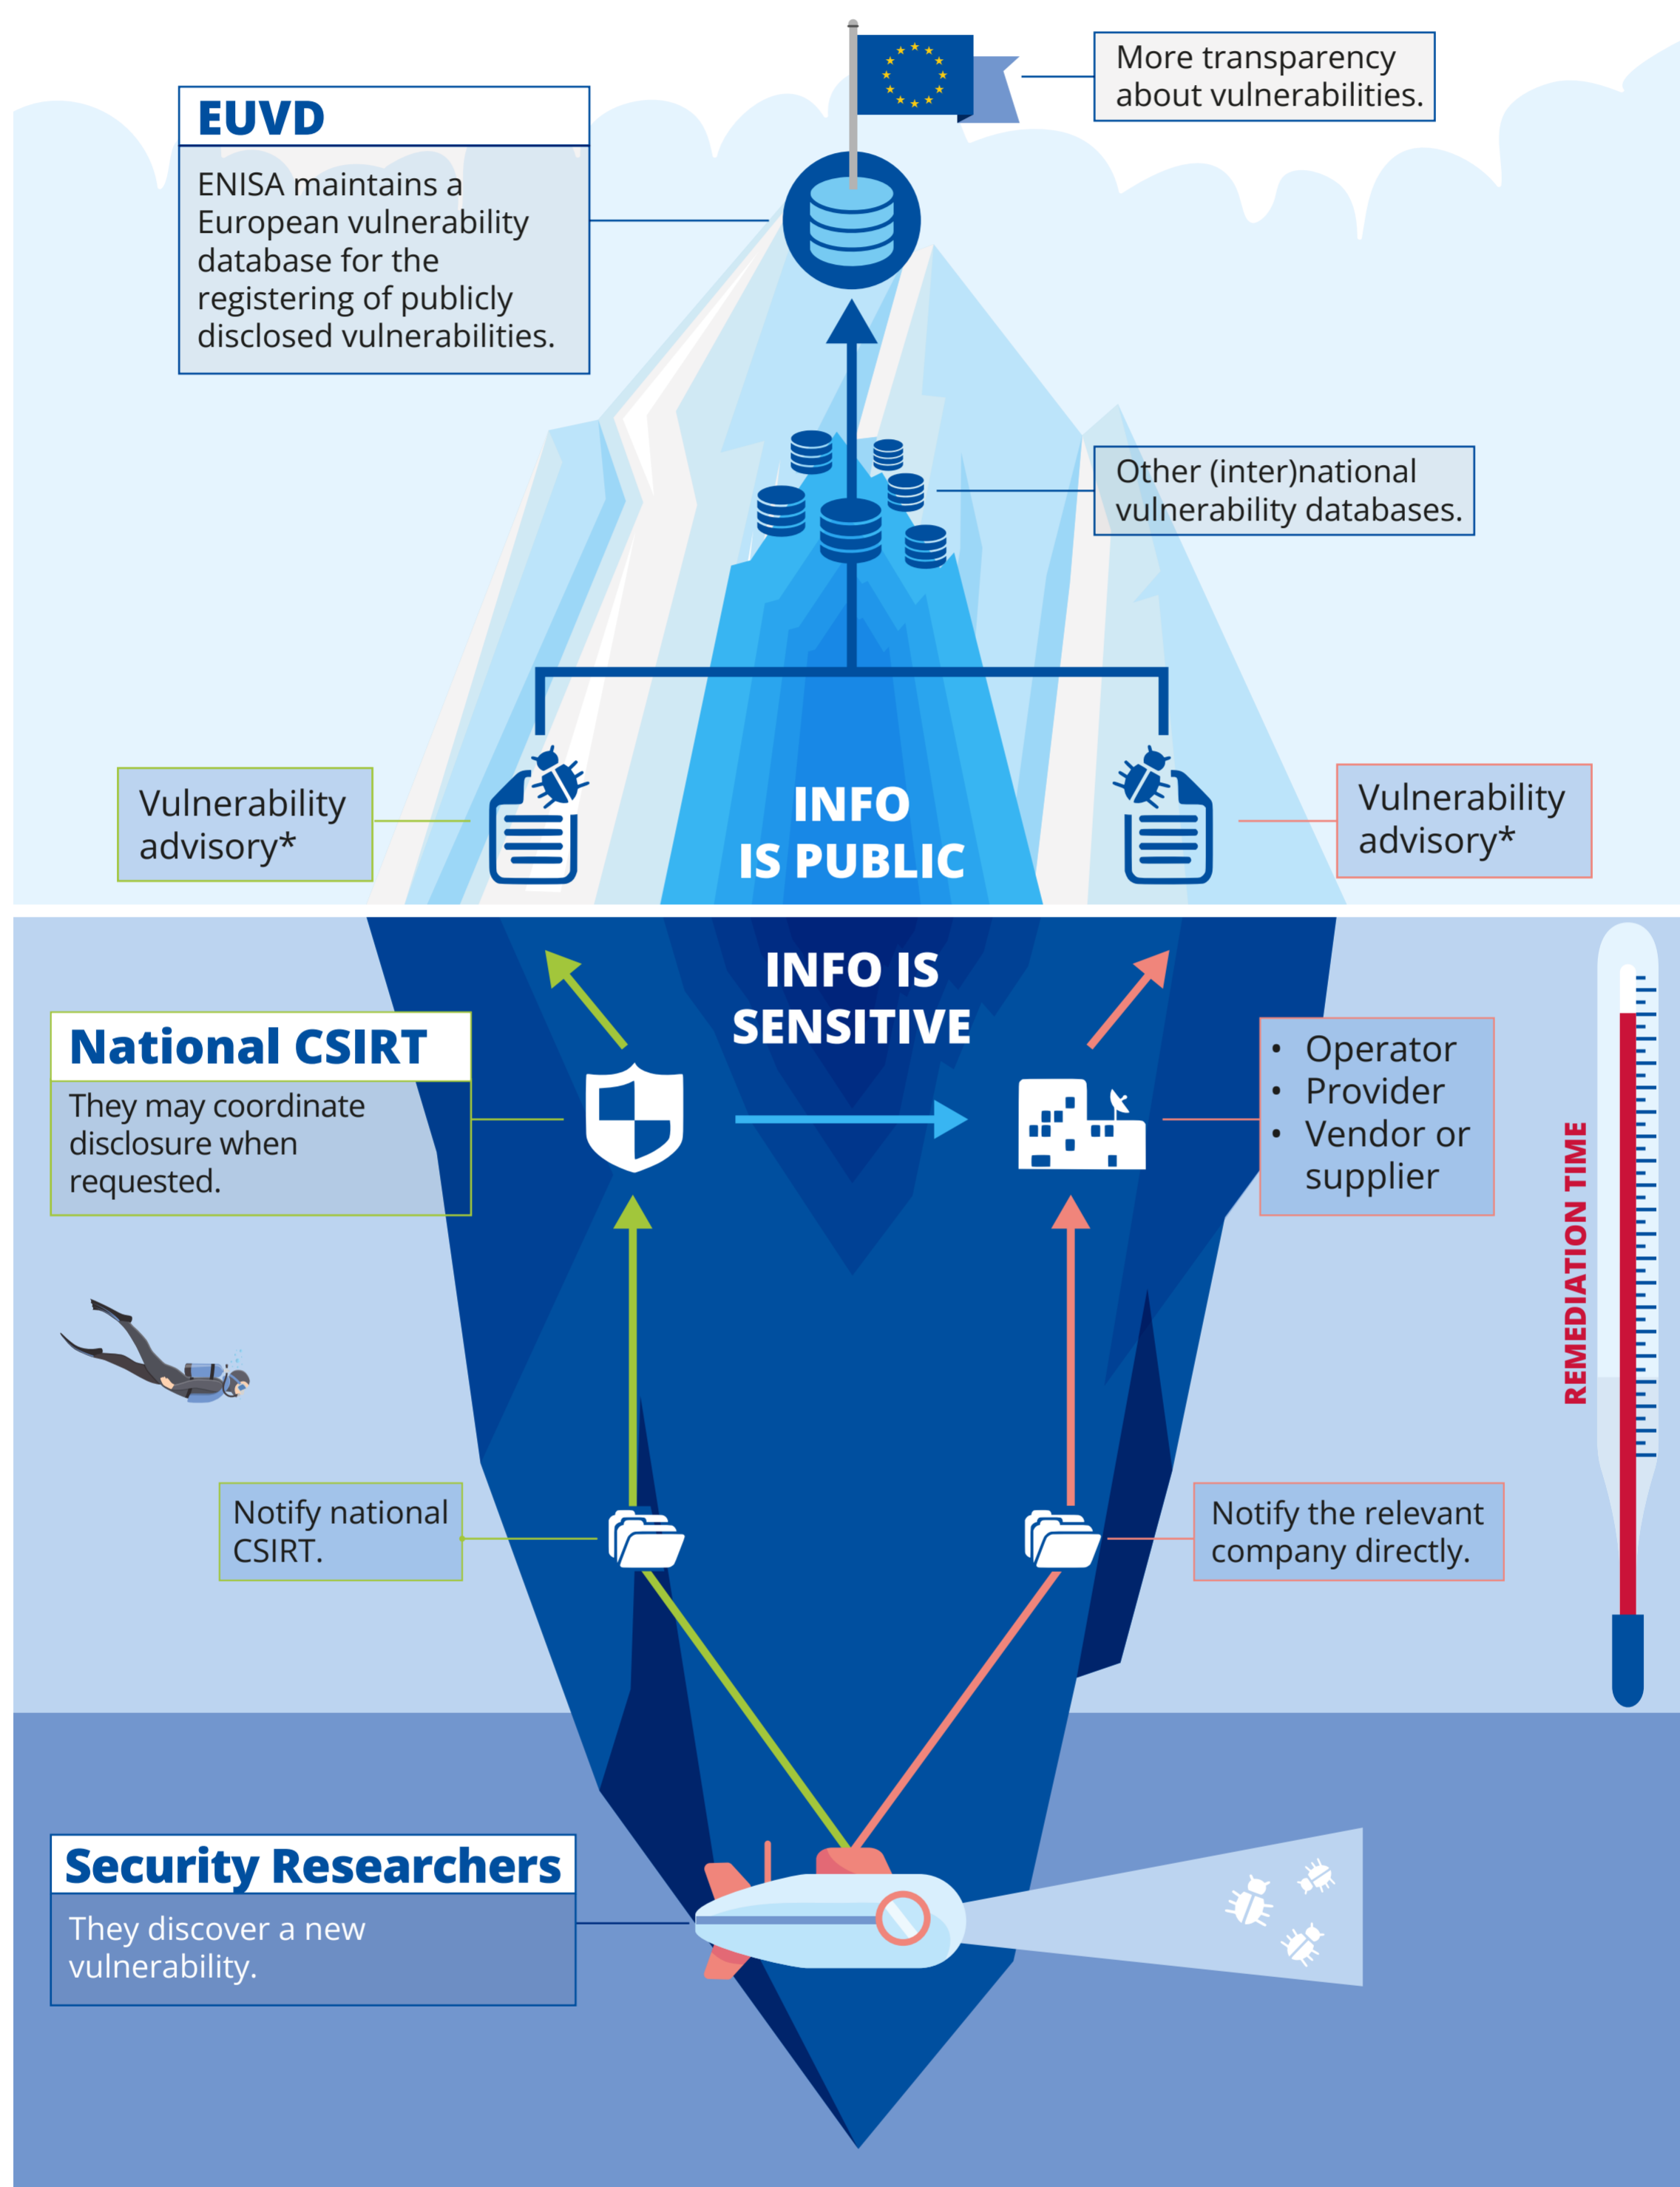 More transparency
about vulnerabilities.
EUVD
ENISA maintains a
European vulnerability
database for the
registering of publicly
disclosed vulnerabilities.
Other (inter)national
vulnerability databases.
Vulnerability
advisory*
INFO
IS PUBLIC
Vulnerability
advisory*
INFO IS
SENSITIVE
National CSIRT
They may coordinate
disclosure when
requested.
• Operator
• Provider
• Vendor or
supplier
REMEDIATION TIME
Notify national
CSIRT.
Notify the relevant
company directly.
Security Researchers
They discover a new
vulnerability.